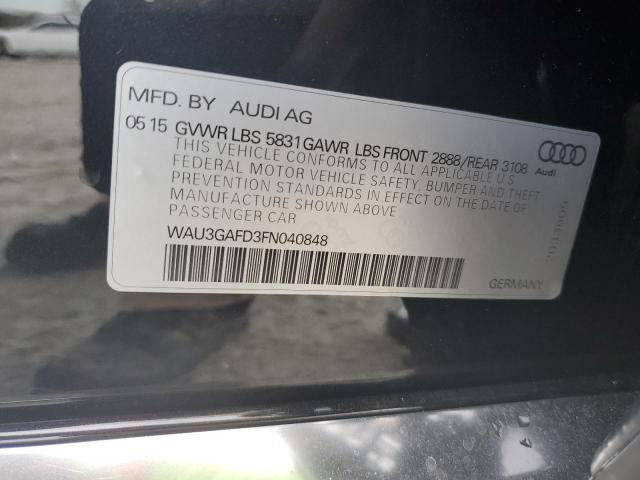 MFD. BY AUDI AG
05 15 GVWR LBS 5831 GAWR LBS FRONT 2888/REAR 3108
THIS VEHICLE CONFORMS TO ALL APPLICABLE U.S
FEDERAL MOTOR VEHICLE SAFETY, BUMPER AND THEFT
PREVENTION STANDARDS IN EFFECT ON THE DATE OF
MANUFACTURE SHOWN ABOVE
PASSENGER CAR
Audi
WAU3GAFD3FN040848
GERMANY